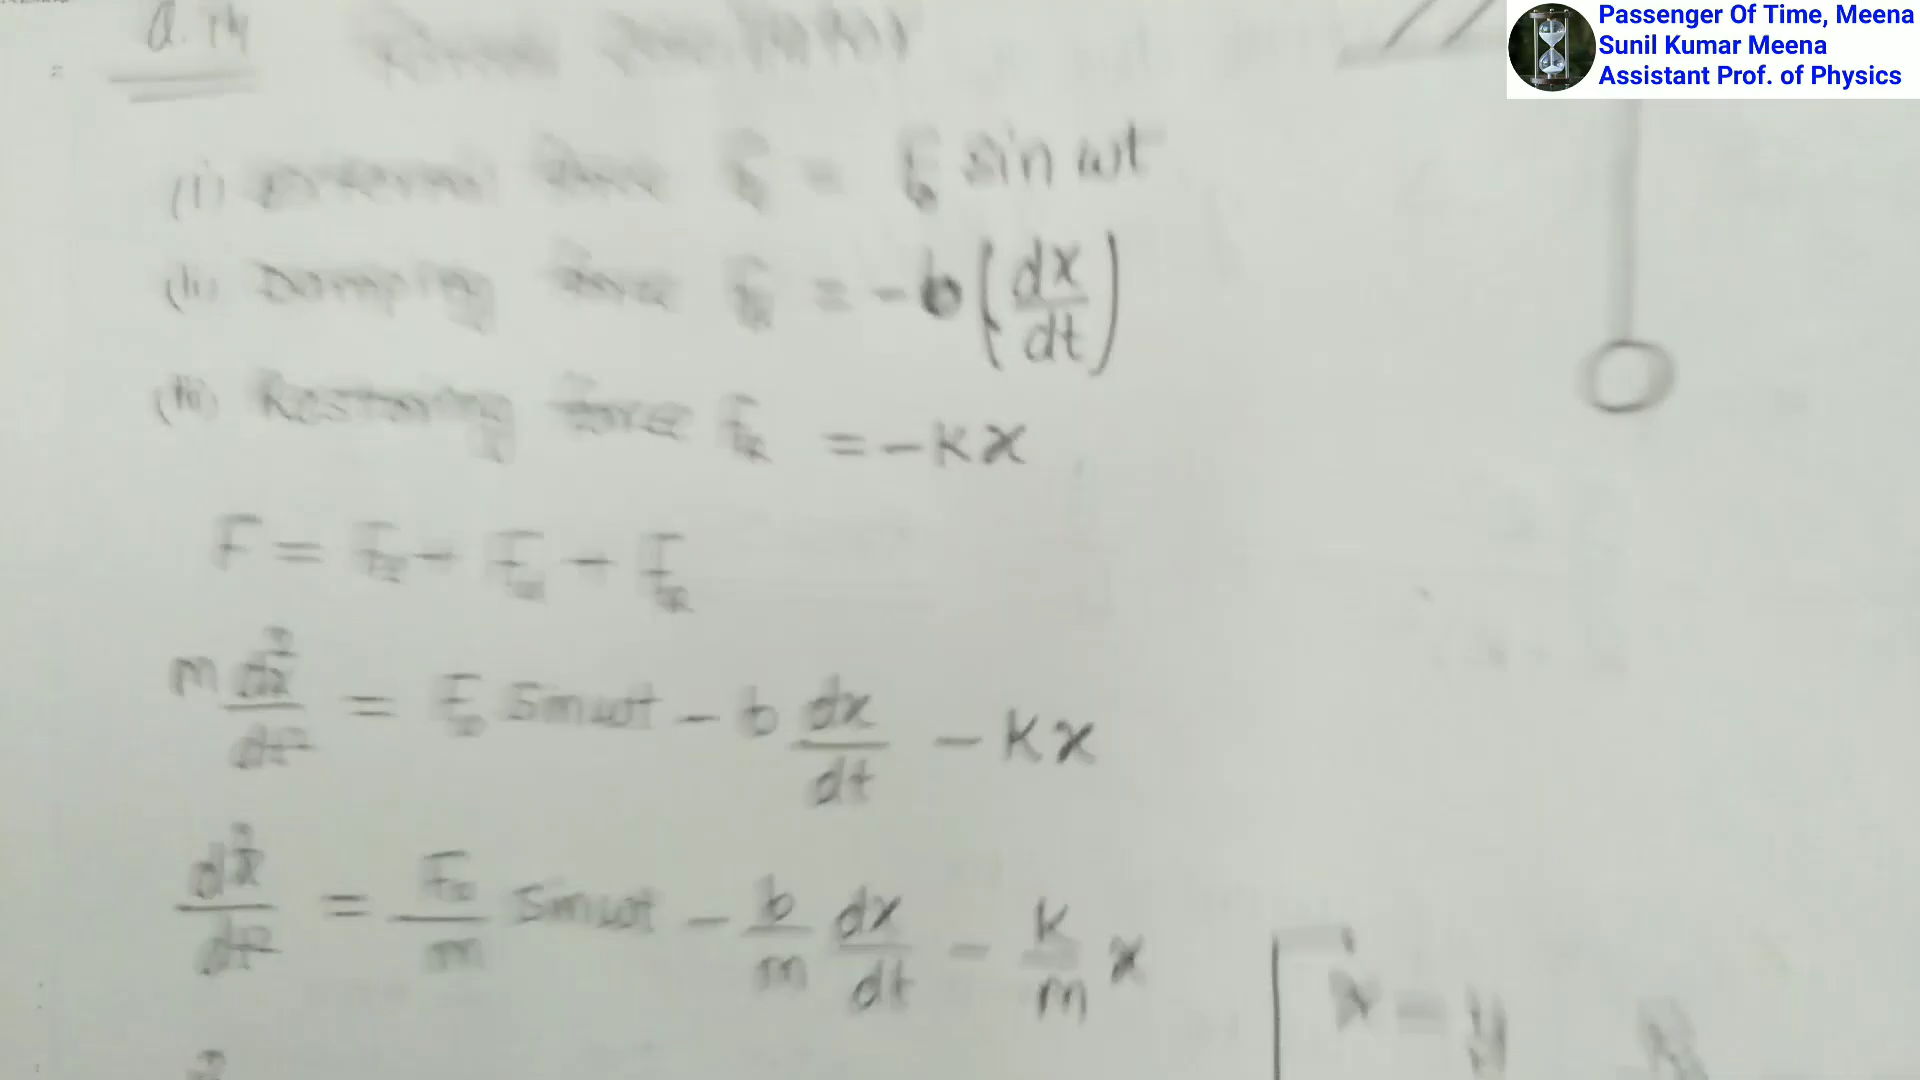 Passenger Of Time, Meena
Sunil Kumar Meena
Assistant Prof. of Physics
Q. 14
(i) External force = F₀ sin ωt
(ii) Damping force = -b(dx/dt)
(iii) Restoring force F_R = -Kx
F =
m d²x/dt² = F₀ sin ωt - b dx/dt - Kx
d²x/dt² = F₀/m sin ωt - b/m dx/dt - K/m x